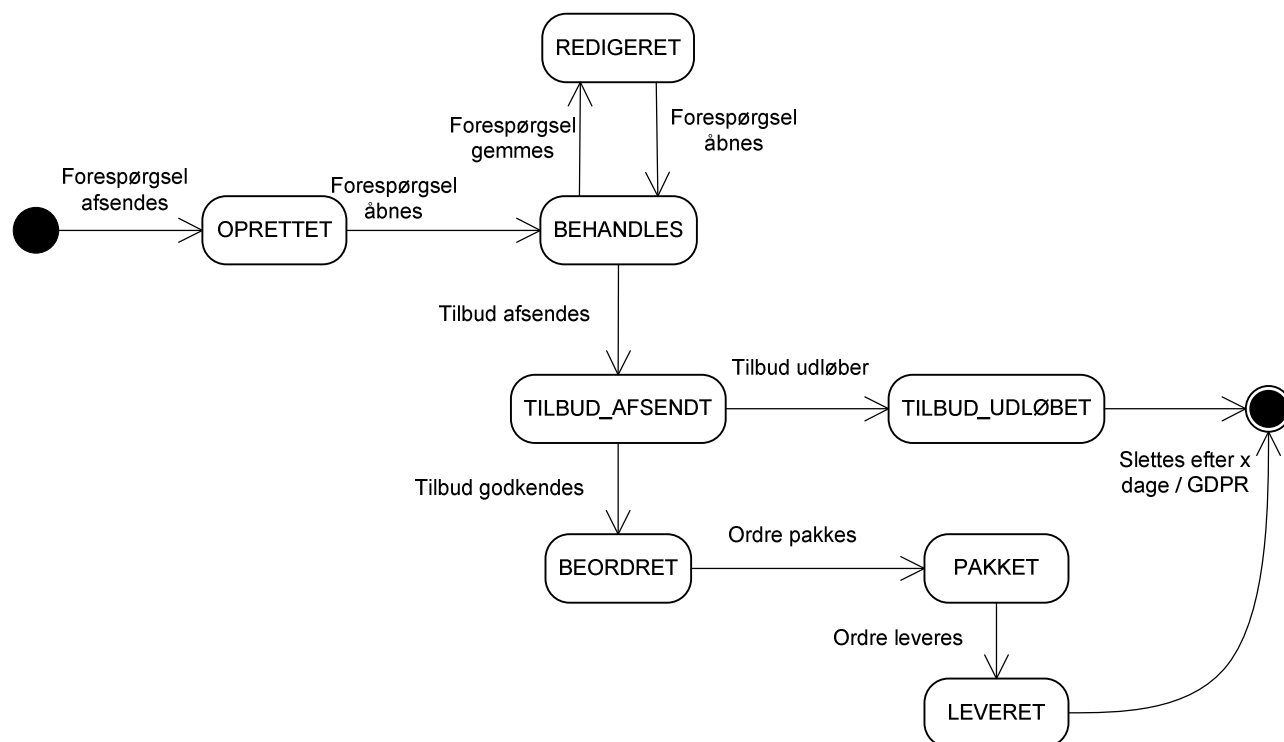 REDIGERET
Forespørgsel
gemmes
Forespørgsel
åbnes
Forespørgsel
afsendes
Forespørgsel
åbnes
OPRETTET
BEHANDLES
Tilbud afsendes
Tilbud udløber
TILBUD_AFSENDT
TILBUD_UDLØBET
Slettes efter x
dage / GDPR
Tilbud godkendes
Ordre pakkes
BEORDRET
PAKKET
Ordre leveres
LEVERET